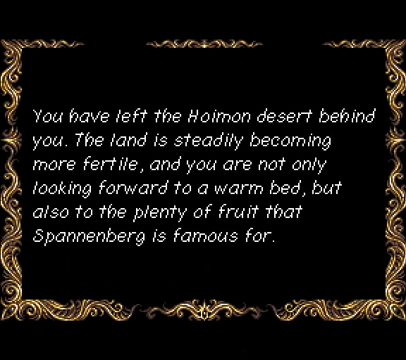 You have left the Hoimon desert behind
you. The land is steadily becoming
more fertile, and you are not only
looking forward to a warm bed, but
also to the plenty of fruit that
Spannenberg is famous for.